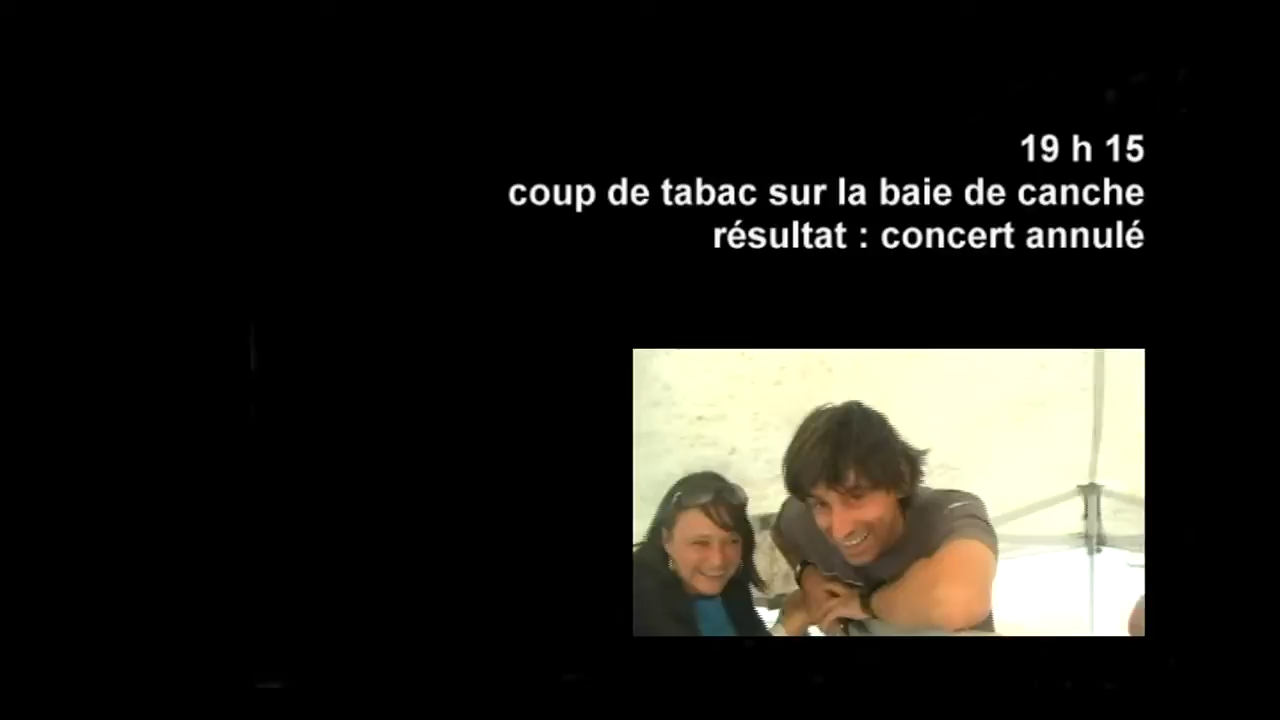 19 h 15
coup de tabac sur la baie de canche
résultat : concert annulé